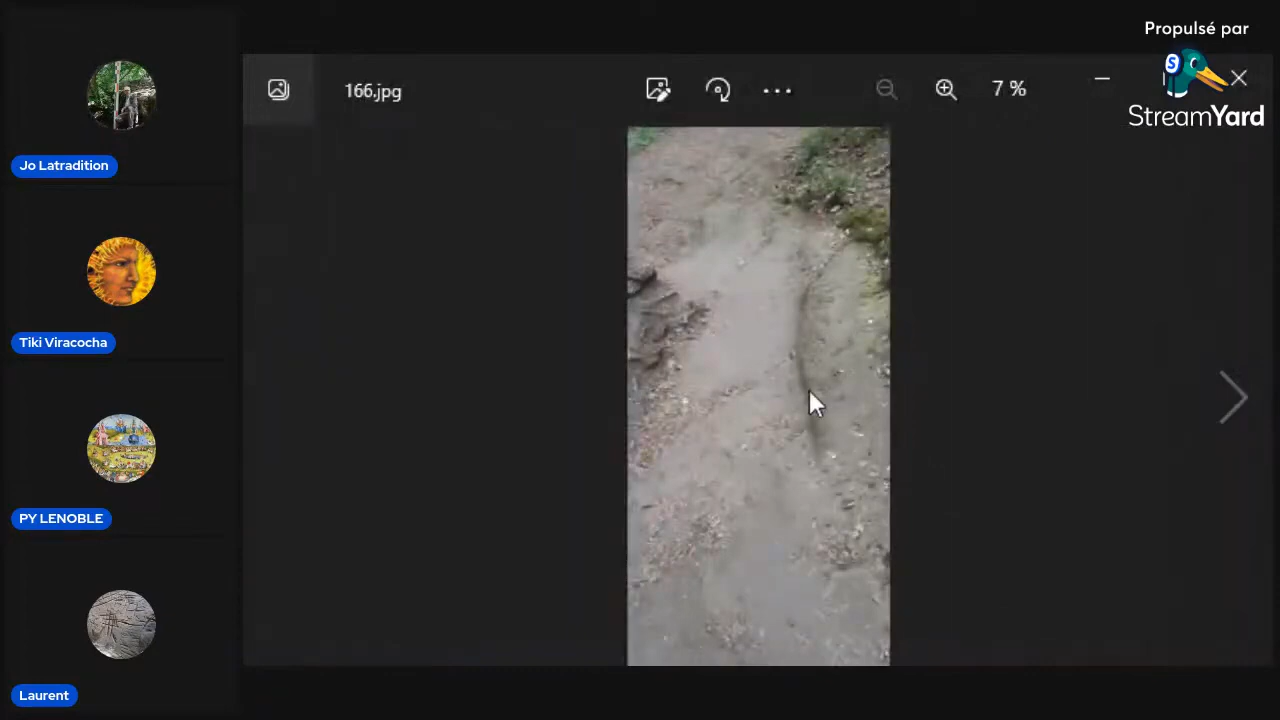 Propulsé par
StreamYard
166.jpg
7 %
Jo Latradition
Tiki Viracocha
PY LENOBLE
Laurent